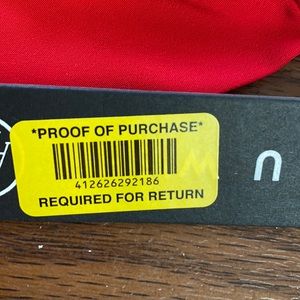 *PROOF OF PURCHASE*
412626292186
REQUIRED FOR RETURN